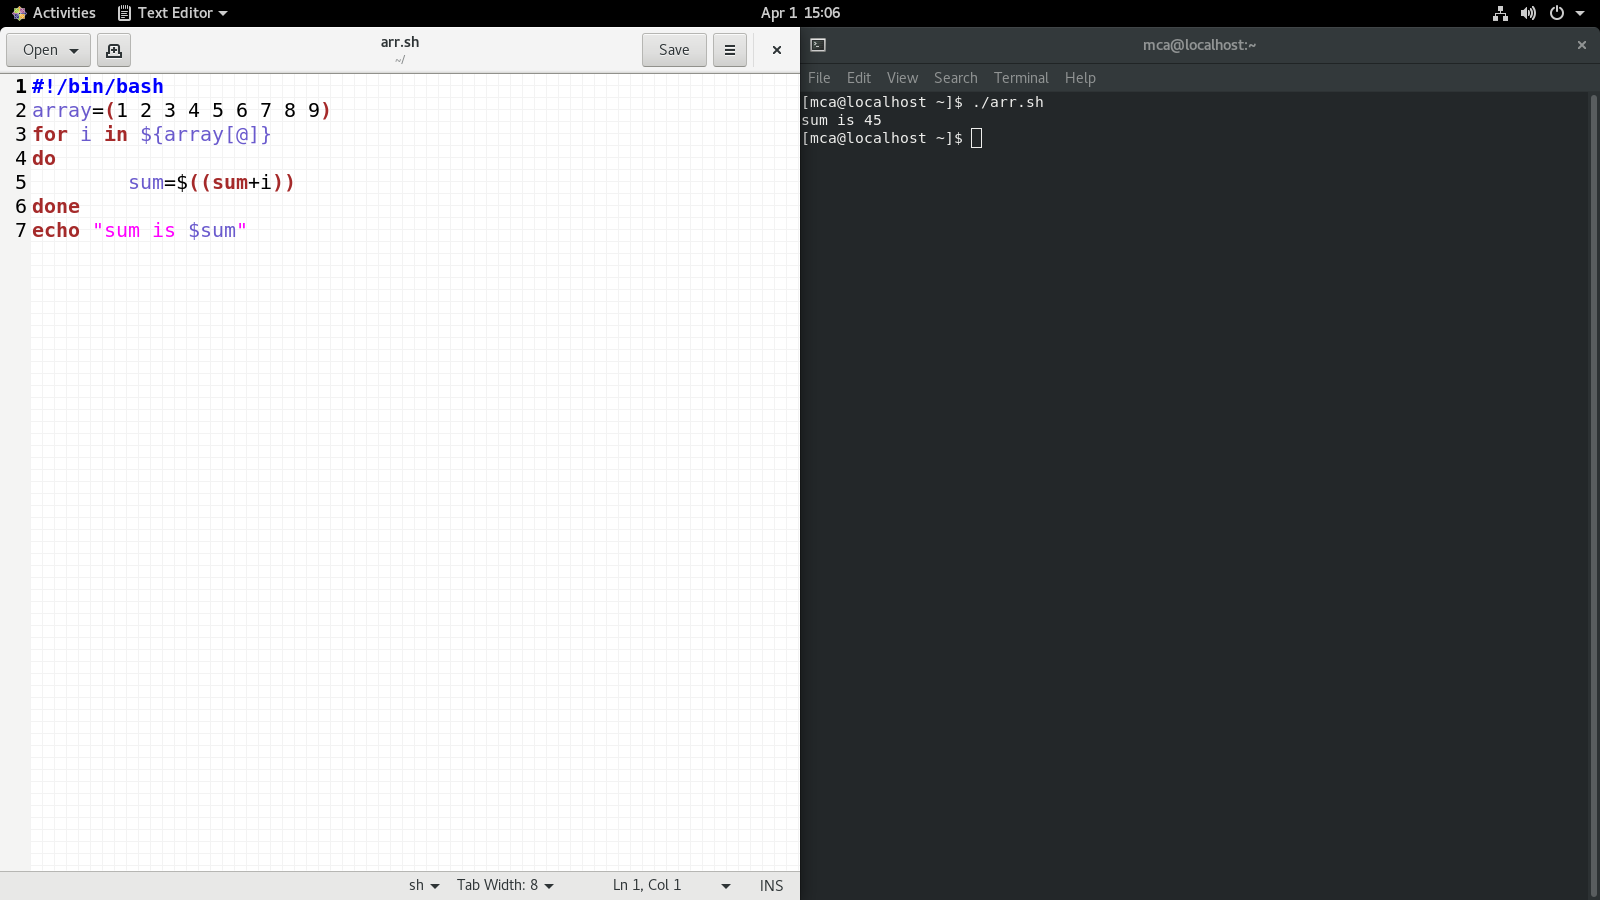 Activities Text Editor Apr 1 15:06
Open arr.sh Save
~/
1 #!/bin/bash
2 array=(1 2 3 4 5 6 7 8 9)
3 for i in ${array[@]}
4 do
5         sum=$((sum+i))
6 done
7 echo "sum is $sum"
sh Tab Width: 8 Ln 1, Col 1 INS
mca@localhost:~
File Edit View Search Terminal Help
[mca@localhost ~]$ ./arr.sh
sum is 45
[mca@localhost ~]$